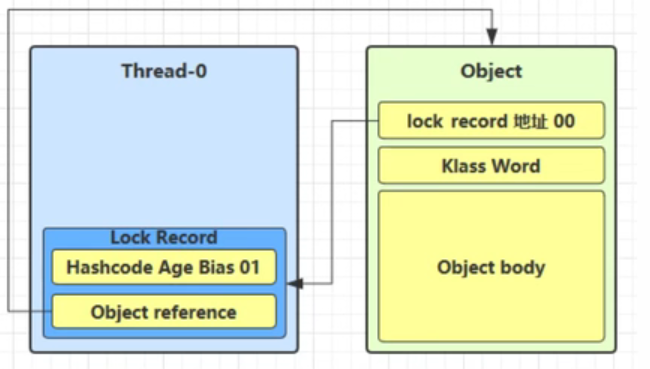 Thread-0
Lock Record
Hashcode Age Bias 01
Object reference
Object
lock record 地址 00
Klass Word
Object body